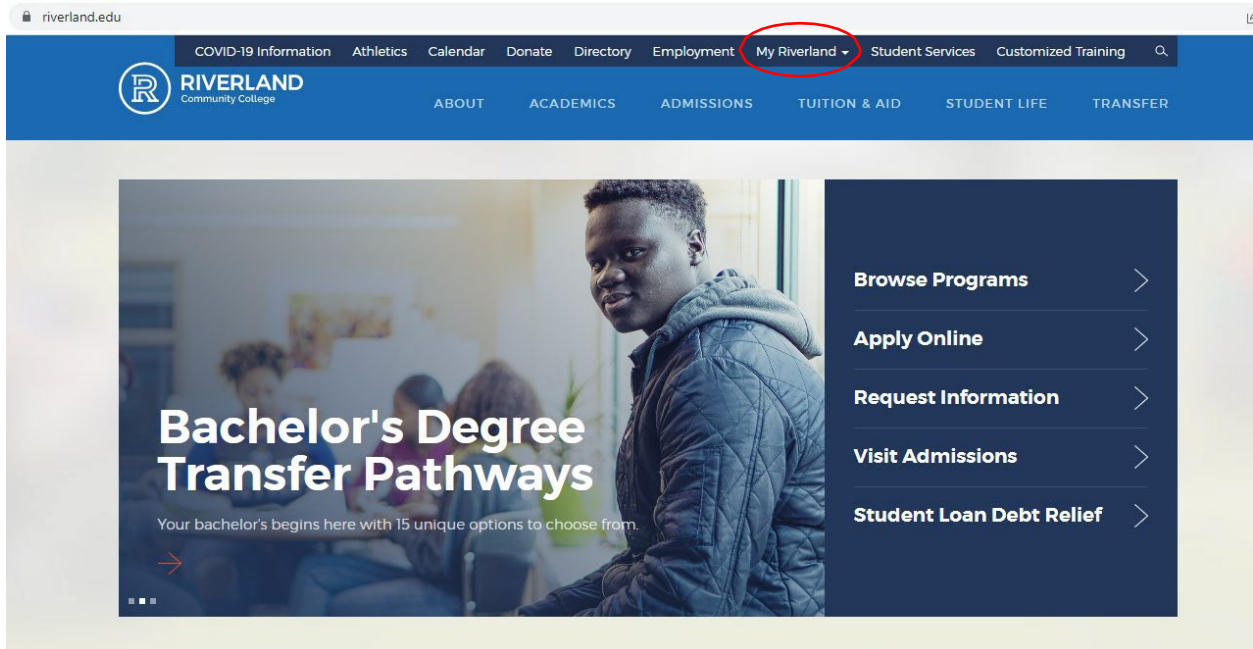 riverland.edu
COVID-19 Information Athletics Calendar Donate Directory Employment My Riverland Student Services Customized Training
R RIVERLAND
Community College
ABOUT ACADEMICS ADMISSIONS TUITION & AID STUDENT LIFE TRANSFER
Bachelor's Degree
Transfer Pathways
Your bachelor's begins here with 15 unique options to choose from.
Browse Programs
Apply Online
Request Information
Visit Admissions
Student Loan Debt Relief